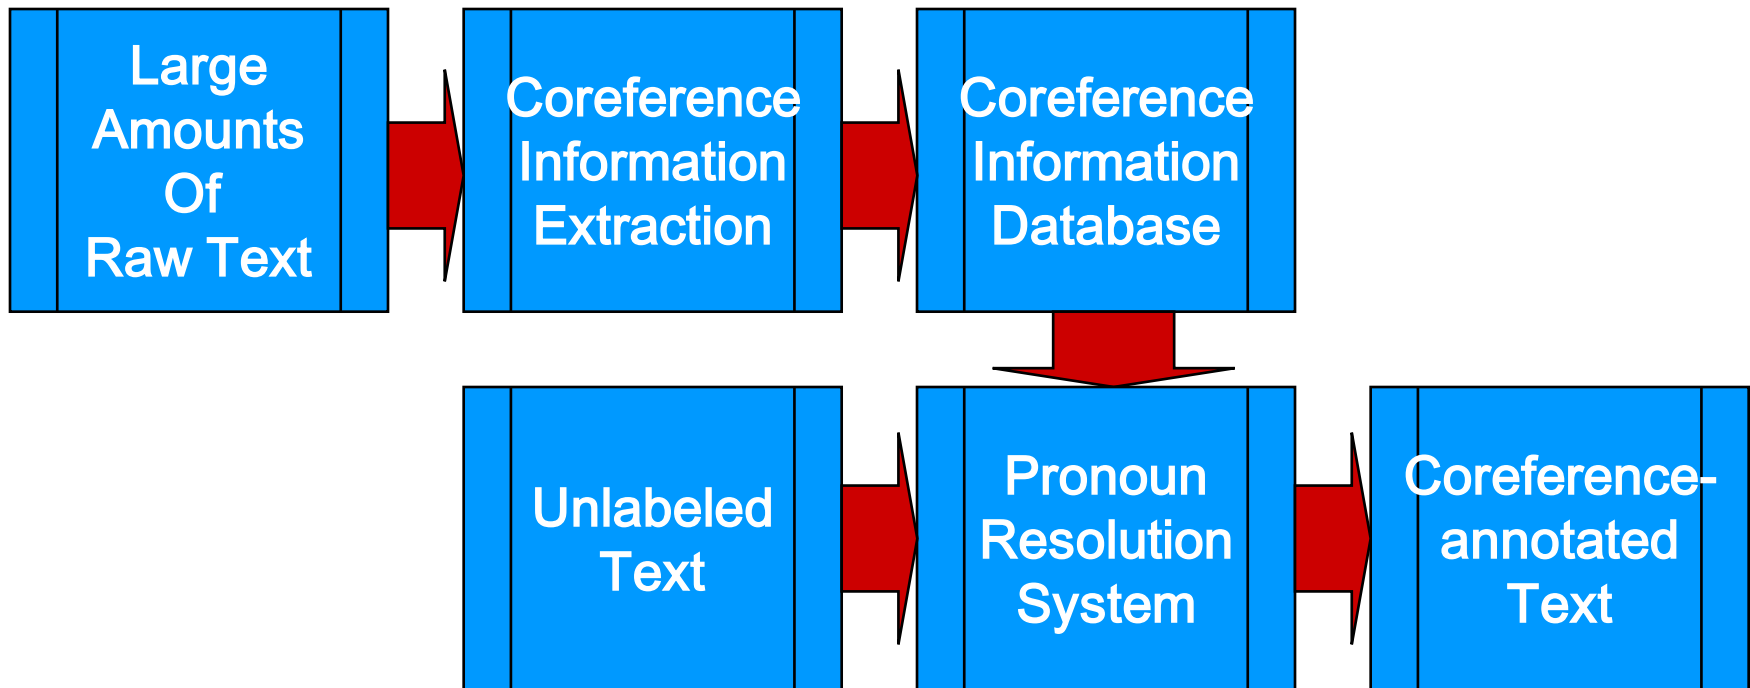 Large
Amounts
Of
Raw Text
Coreference
Information
Extraction
Coreference
Information
Database
Unlabeled
Text
Pronoun
Resolution
System
Coreference-
annotated
Text